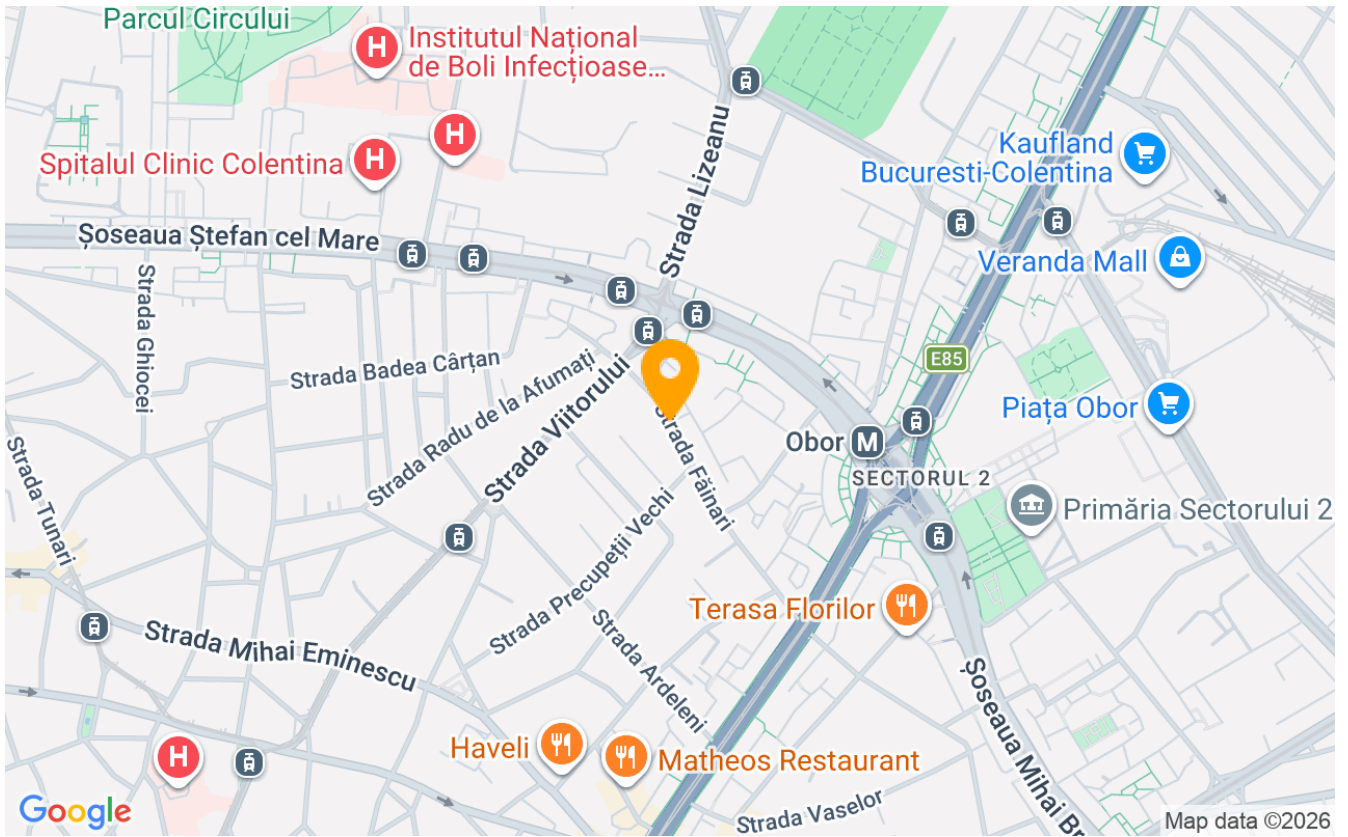 Parcul Circului
Institutul Național
de Boli Infecțioase...
Spitalul Clinic Colentina
Kaufland
Bucuresti-Colentina
Strada Lizeanu
Șoseaua Ștefan cel Mare
Veranda Mall
Strada Ghiocei
Strada Badea Cârțan
Strada Radu de la Afumați
Strada Viitorului
E85
Piața Obor
Obor
M
SECTORUL 2
Strada Făinari
Strada Tunari
Strada Precupeții Vechi
Primăria Sectorului 2
Terasa Florilor
Strada Mihai Eminescu
Strada Ardeleni
Șoseaua Mihai Br
Haveli
Matheos Restaurant
Strada Vaselor
H
H
H
H
Google
Map data ©2026